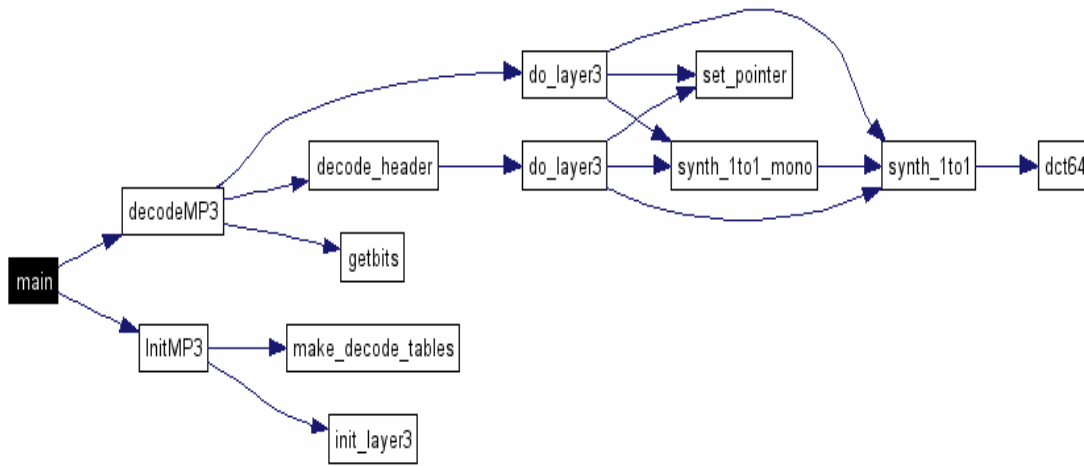 do_layer3
set_pointer
decode_header
do_layer3
synth_1to1_mono
synth_1to1
dct64
decodeMP3
getbits
main
InitMP3
make_decode_tables
init_layer3